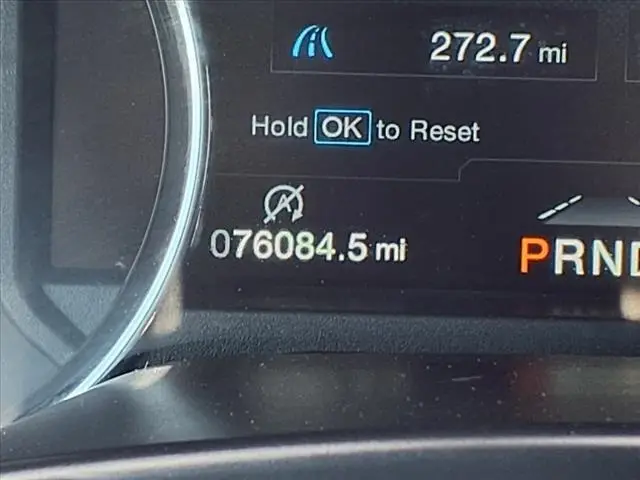 272.7 mi
Hold OK to Reset
A
076084.5 mi
PRND